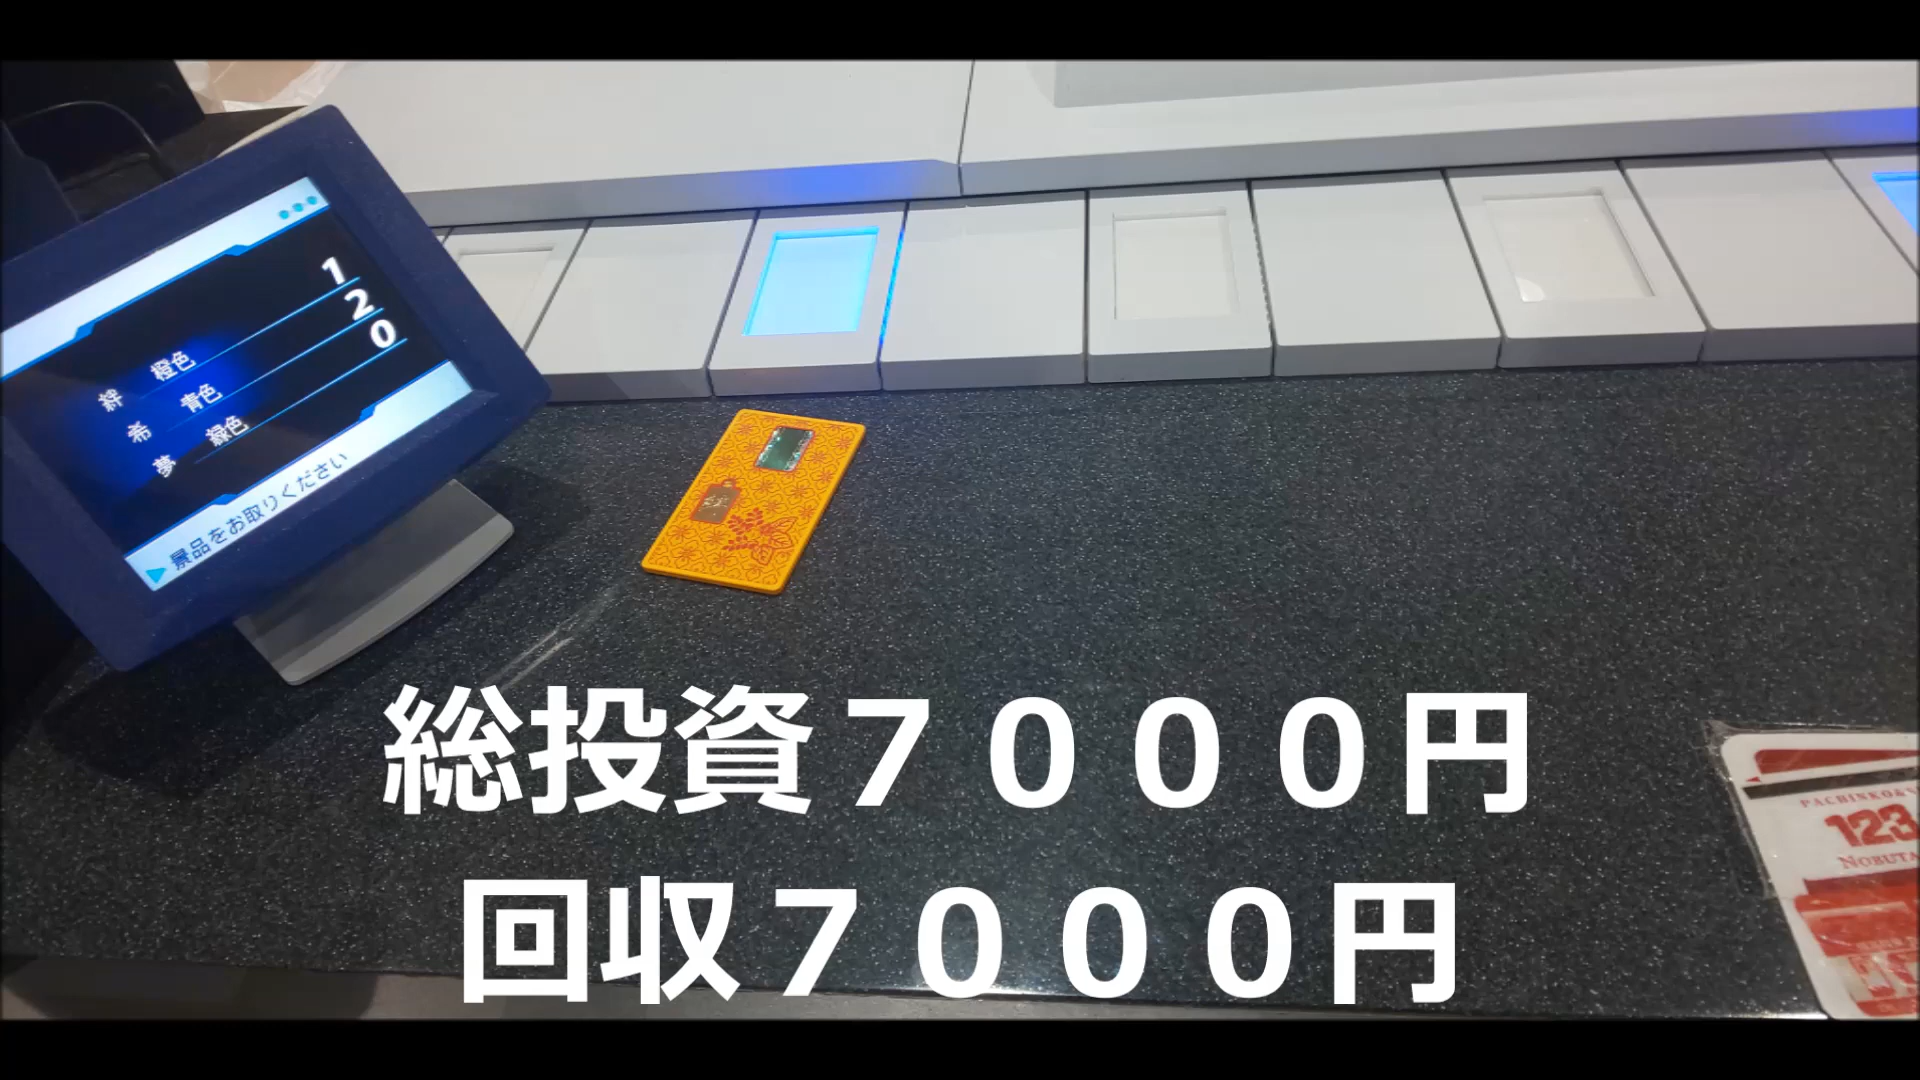 1
2
0
絆 橙色
希 青色
夢 緑色
▶ 景品をお取りください
総投資７０００円
回収７０００円
PACHINKO&
123
NOBUTA